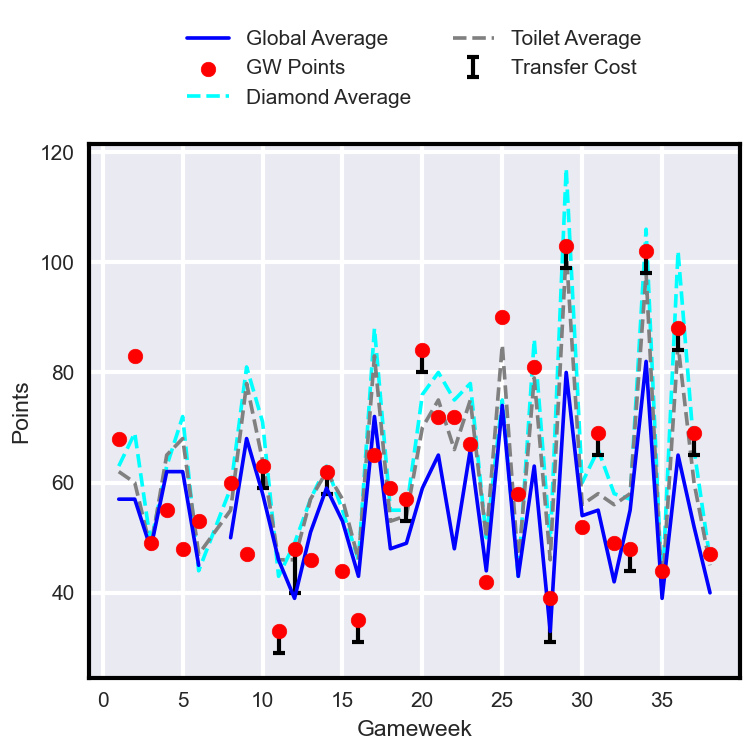 Global Average
GW Points
Diamond Average
Toilet Average
Transfer Cost
120
100
80
60
40
Points
0 5 10 15 20 25 30 35
Gameweek